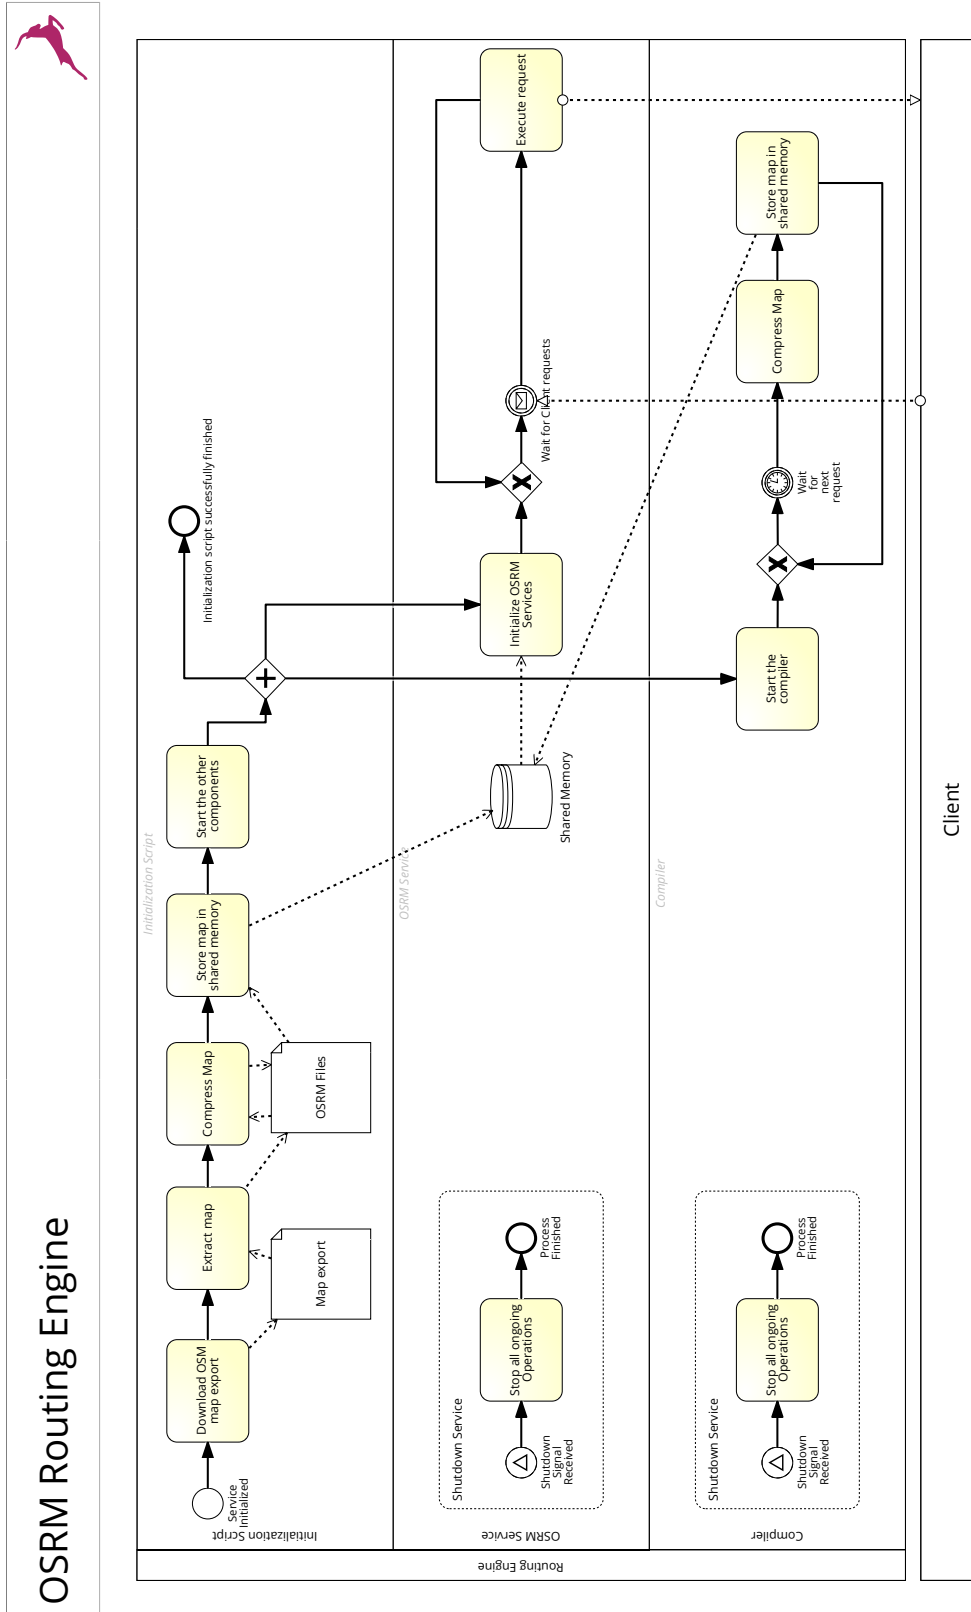 OSRM Routing Engine
Routing Engine
Initialization Script
Initialization Script
Service
Initialized
Download OSM
map export
Extract map
Compress Map
Store map in
shared memory
Start the other
components
Initialization script successfully finished
Map export
OSRM Files
OSRM Service
OSRM Service
Shutdown Service
Shutdown
Signal
Received
Stop all ongoing
Operations
Process
Finished
Shared Memory
Initialize OSRM
Services
Wait for Client requests
Execute request
Compiler
Compiler
Shutdown Service
Shutdown
Signal
Received
Stop all ongoing
Operations
Process
Finished
Start the
compiler
Wait
for
next
request
Compress Map
Store map in
shared memory
Client